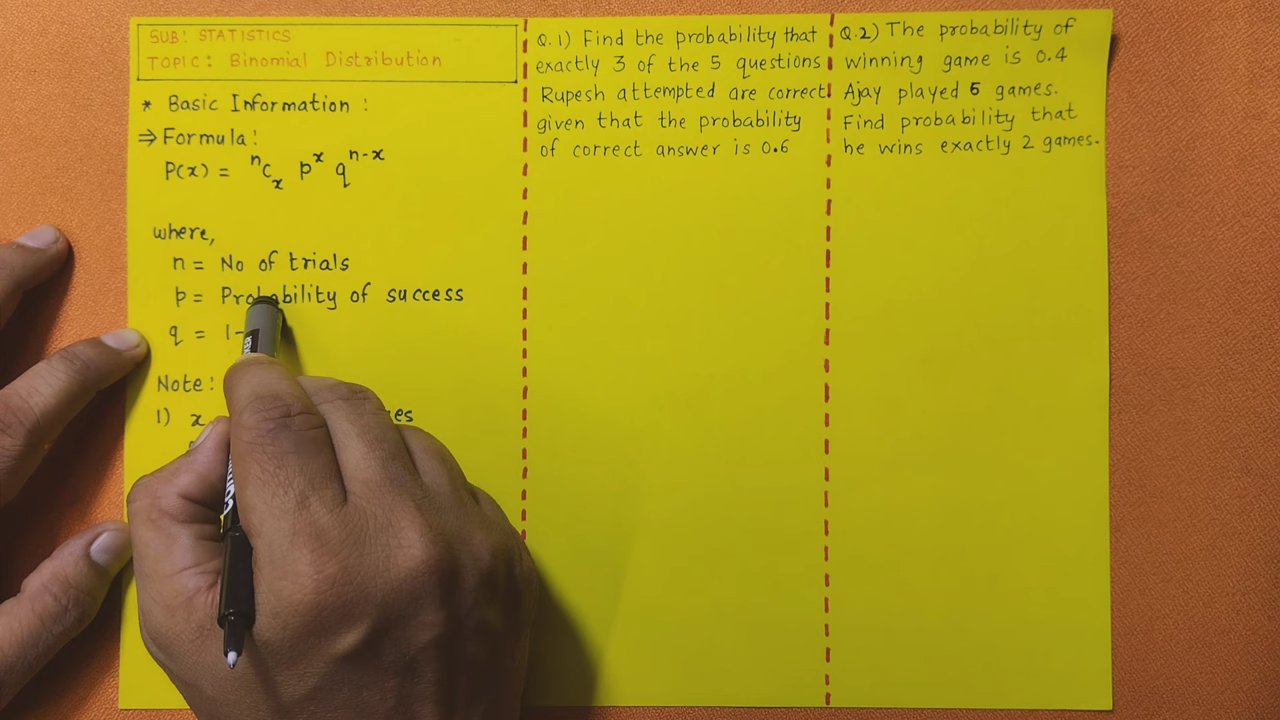 SUB: STATISTICS
TOPIC: Binomial Distribution
* Basic Information :
⇒ Formula:
P(x) = ⁿCₓ pˣ qⁿ⁻ˣ
where,
n = No of trials
p = Probability of success
q = 1-
Note:
1) x
Q.1) Find the probability that
exactly 3 of the 5 questions
Rupesh attempted are correct
given that the probability
of correct answer is 0.6
Q.2) The probability of
winning game is 0.4
Ajay played 6 games.
Find probability that
he wins exactly 2 games.